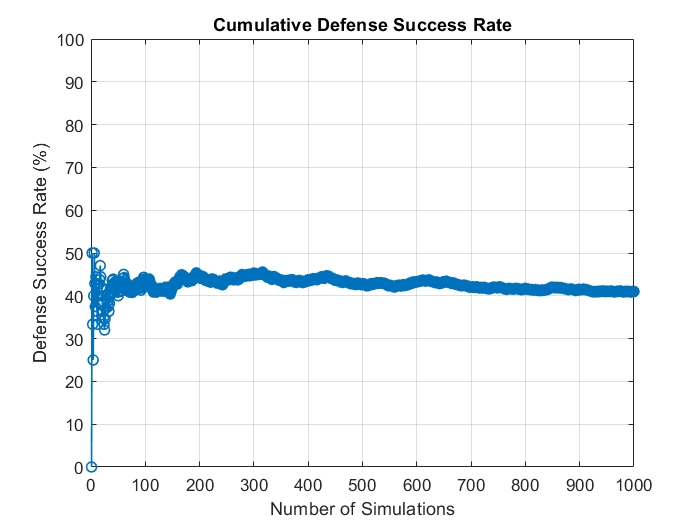 Cumulative Defense Success Rate
100
90
80
70
60
50
40
30
20
10
0
Defense Success Rate (%)
0 100 200 300 400 500 600 700 800 900 1000
Number of Simulations